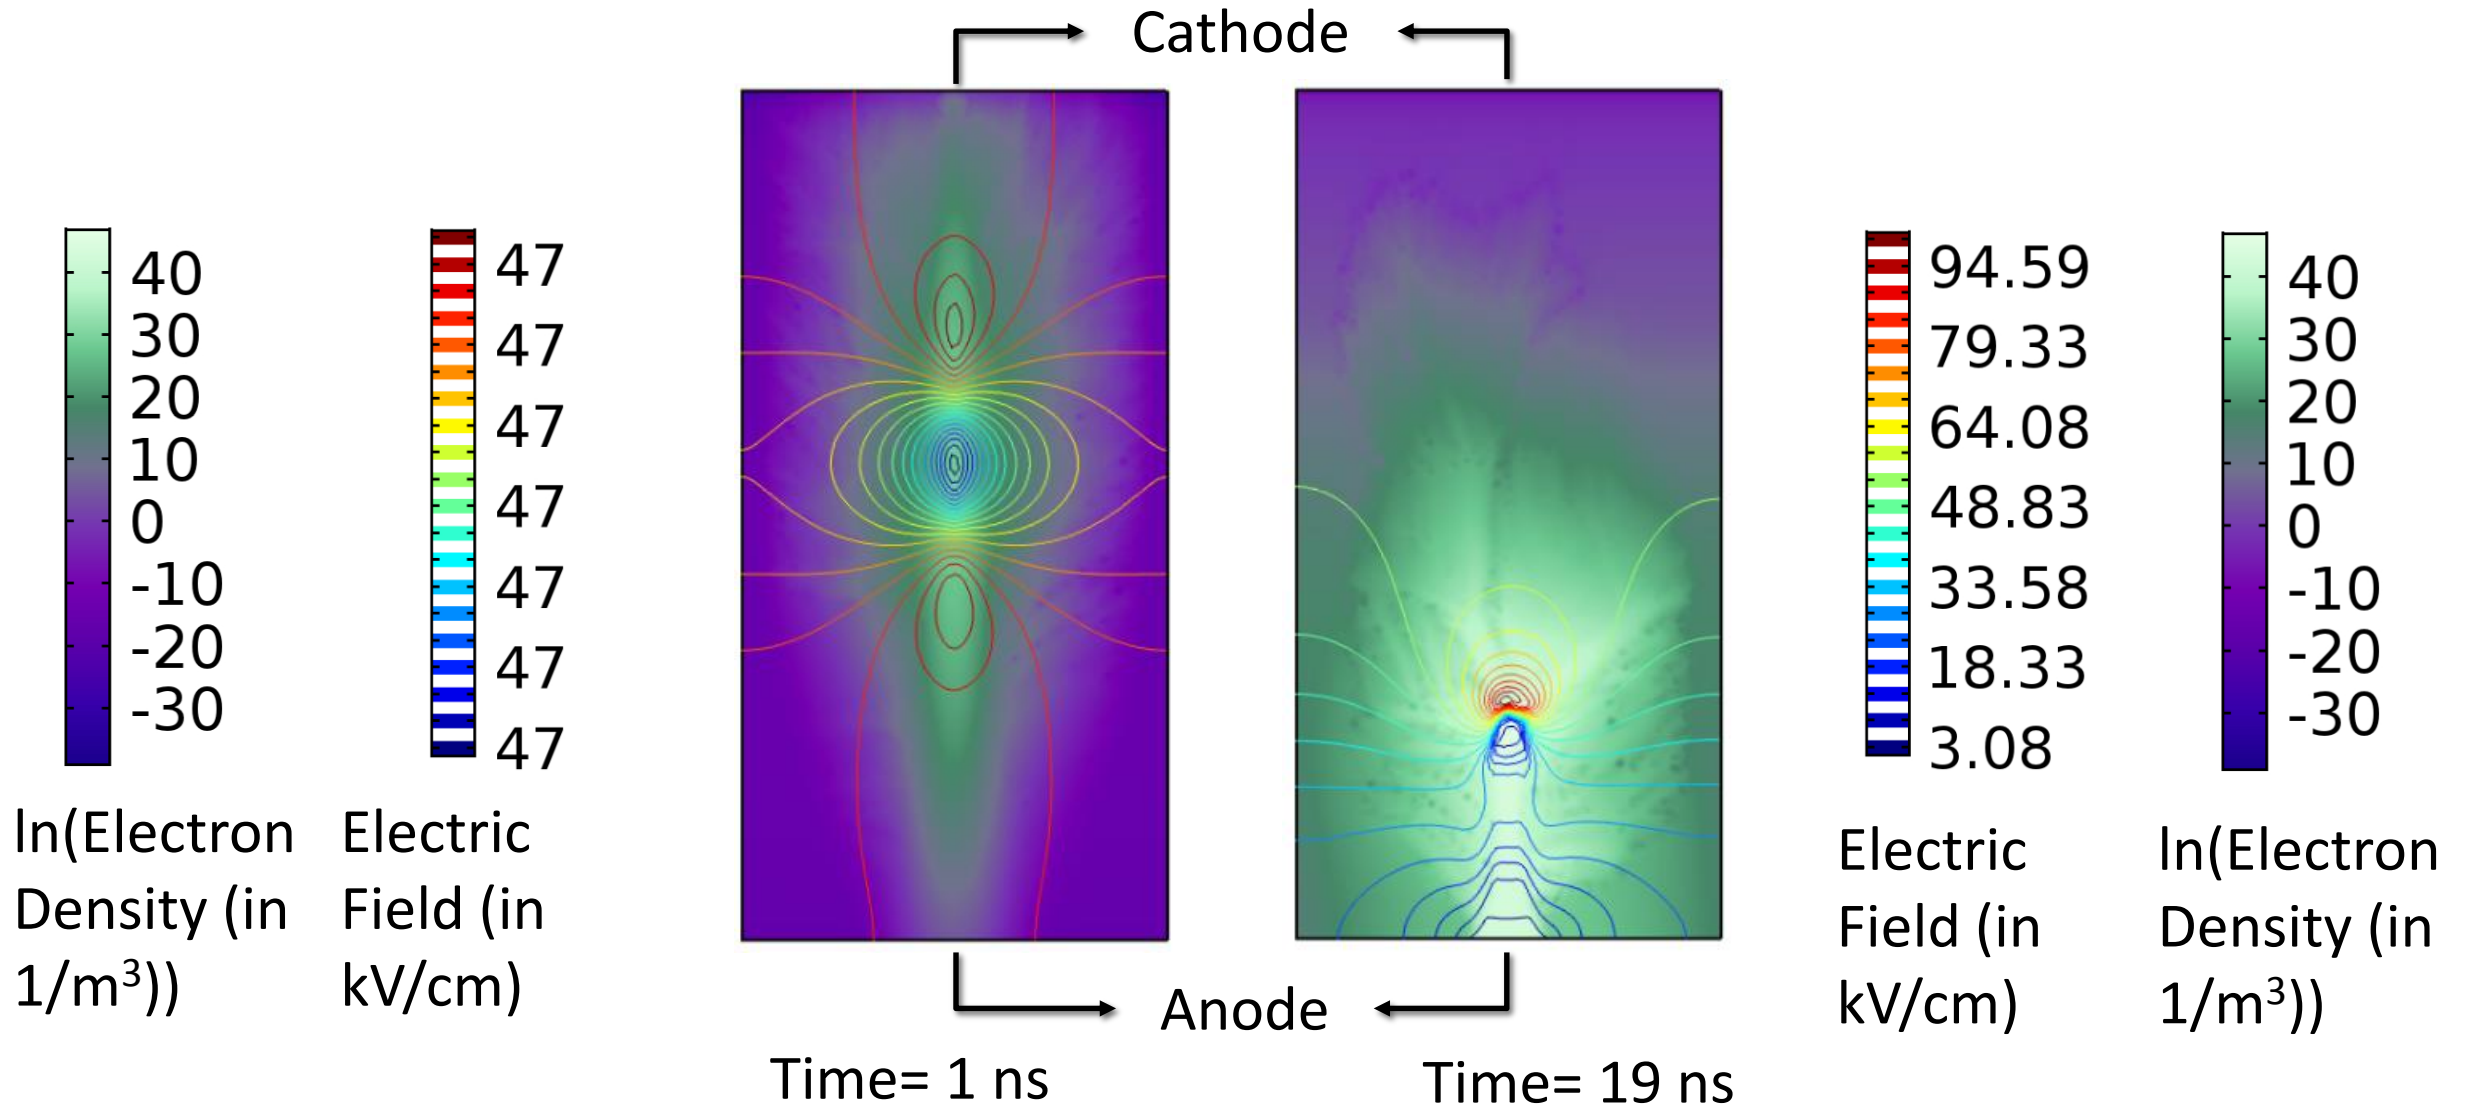 Cathode
40
30
20
10
0
-10
-20
-30
ln(Electron
Density (in
1/m³))
47
47
47
47
47
47
47
Electric
Field (in
kV/cm)
Anode
Time= 1 ns
Time= 19 ns
94.59
79.33
64.08
48.83
33.58
18.33
3.08
Electric
Field (in
kV/cm)
40
30
20
10
0
-10
-20
-30
ln(Electron
Density (in
1/m³))